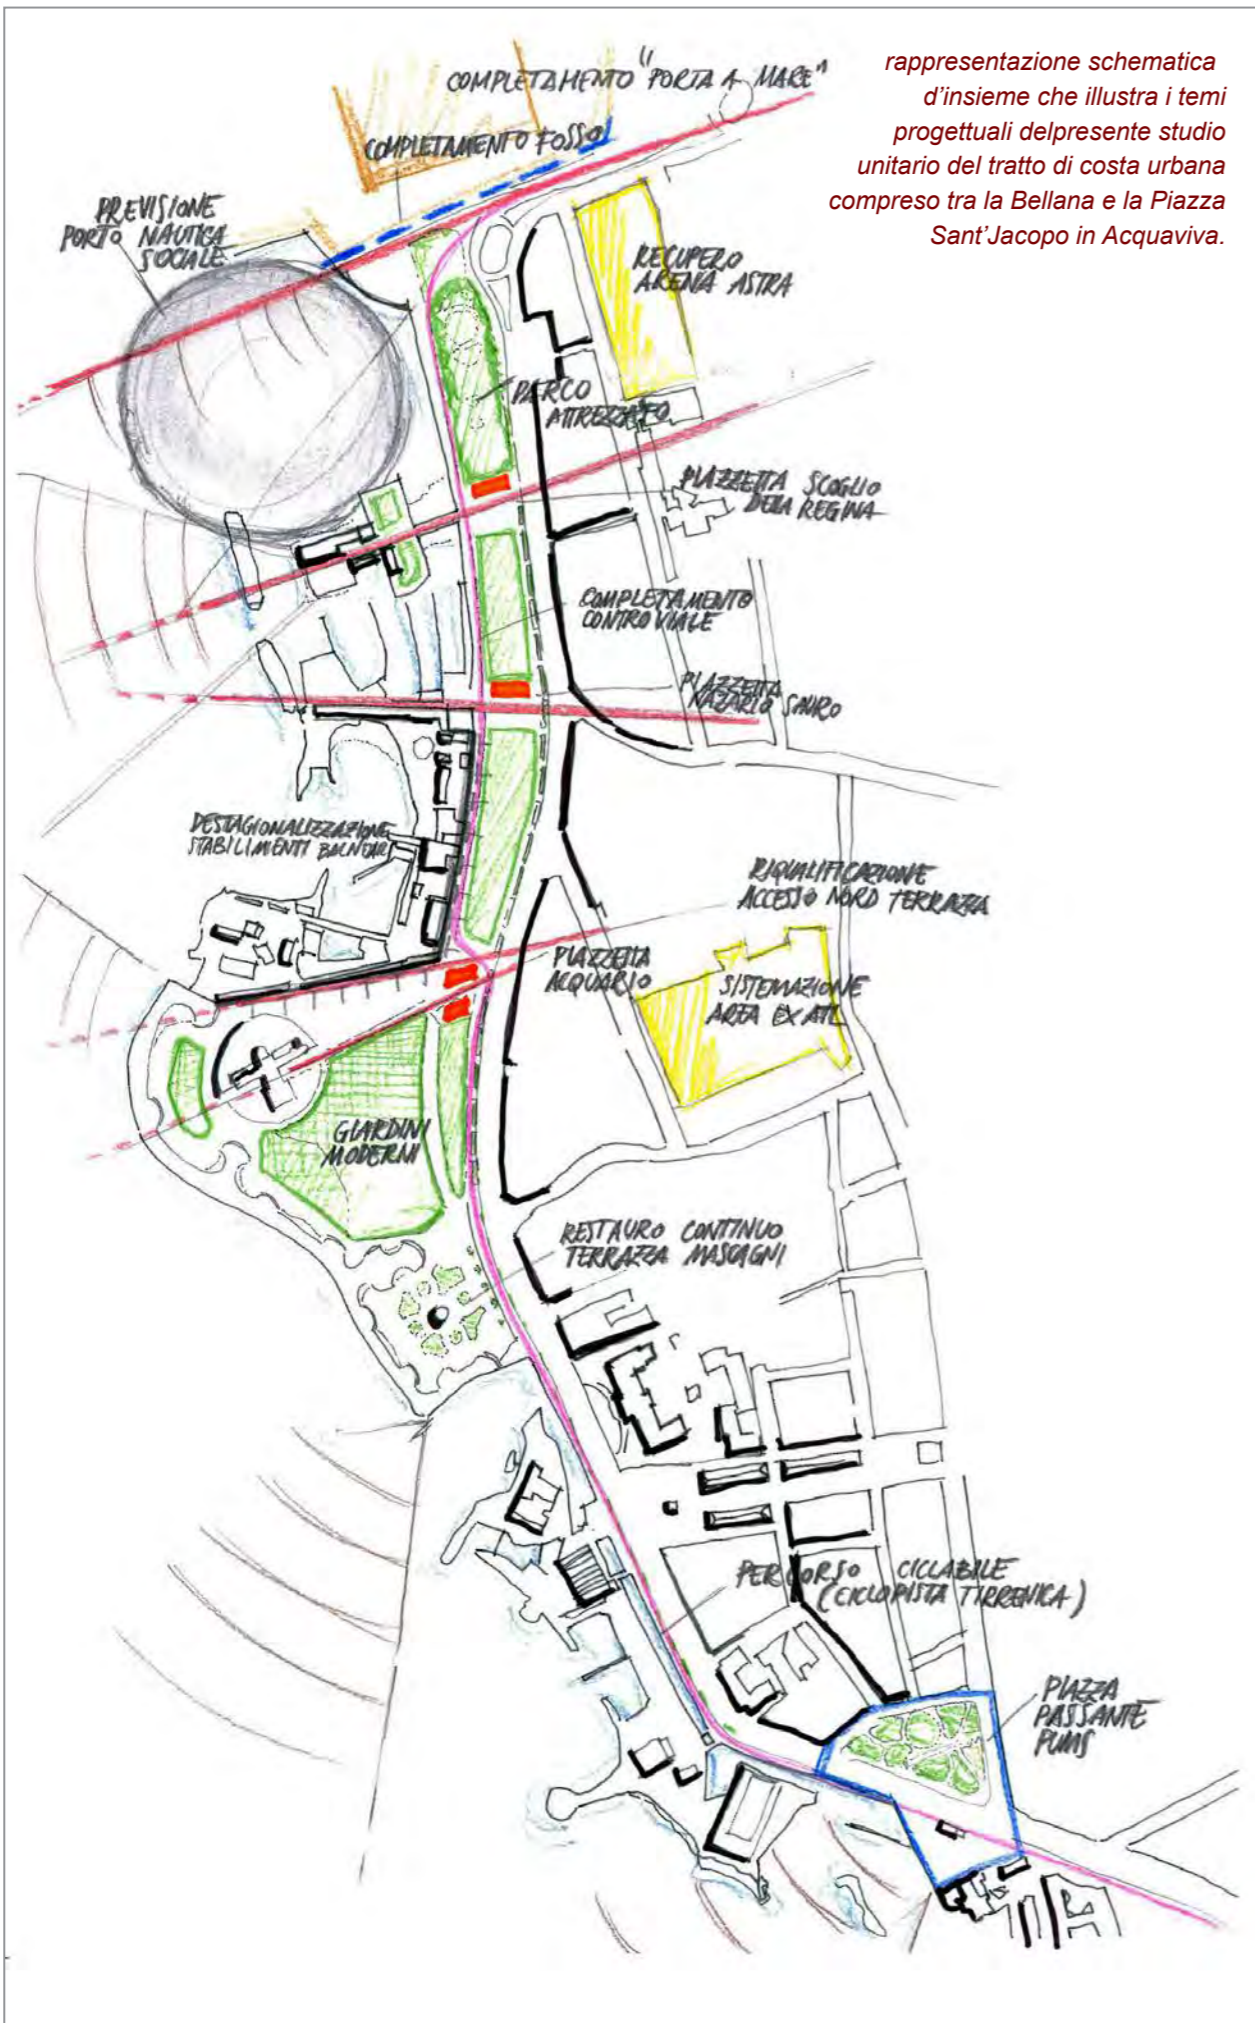 rappresentazione schematica
d'insieme che illustra i temi
progettuali delpresente studio
unitario del tratto di costa urbana
compreso tra la Bellana e la Piazza
Sant'Jacopo in Acquaviva.
COMPLETAMENTO "PORTA A MARE"
COMPLETAMENTO FOSSO
PREVISIONE
PORTO NAUTICA
SOCIALE
RECUPERO
ARENA ASTRA
PARCO
ATTREZZATO
PIAZZETTA SCOGLIO
DELLA REGINA
COMPLETAMENTO
CONTROVIALE
PIAZZETTA
NAZARIO SAURO
DESTAGIONALIZZAZIONE
STABILIMENTI BALNEARI
RIQUALIFICAZIONE
ACCESSO NORD TERRAZZA
PIAZZETTA
ACQUARIO
SISTEMAZIONE
AREA EX ATL
GIARDINI
MODERNI
RESTAURO CONTINUO
TERRAZZA MASCAGNI
PERCORSO CICLABILE
(CICLOPISTA TIRRENICA)
PIAZZA
PASSANTE
PUMS